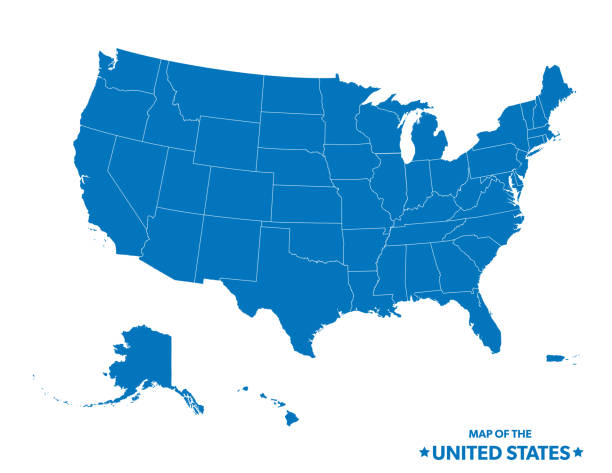 MAP OF THE
★UNITED STATES★